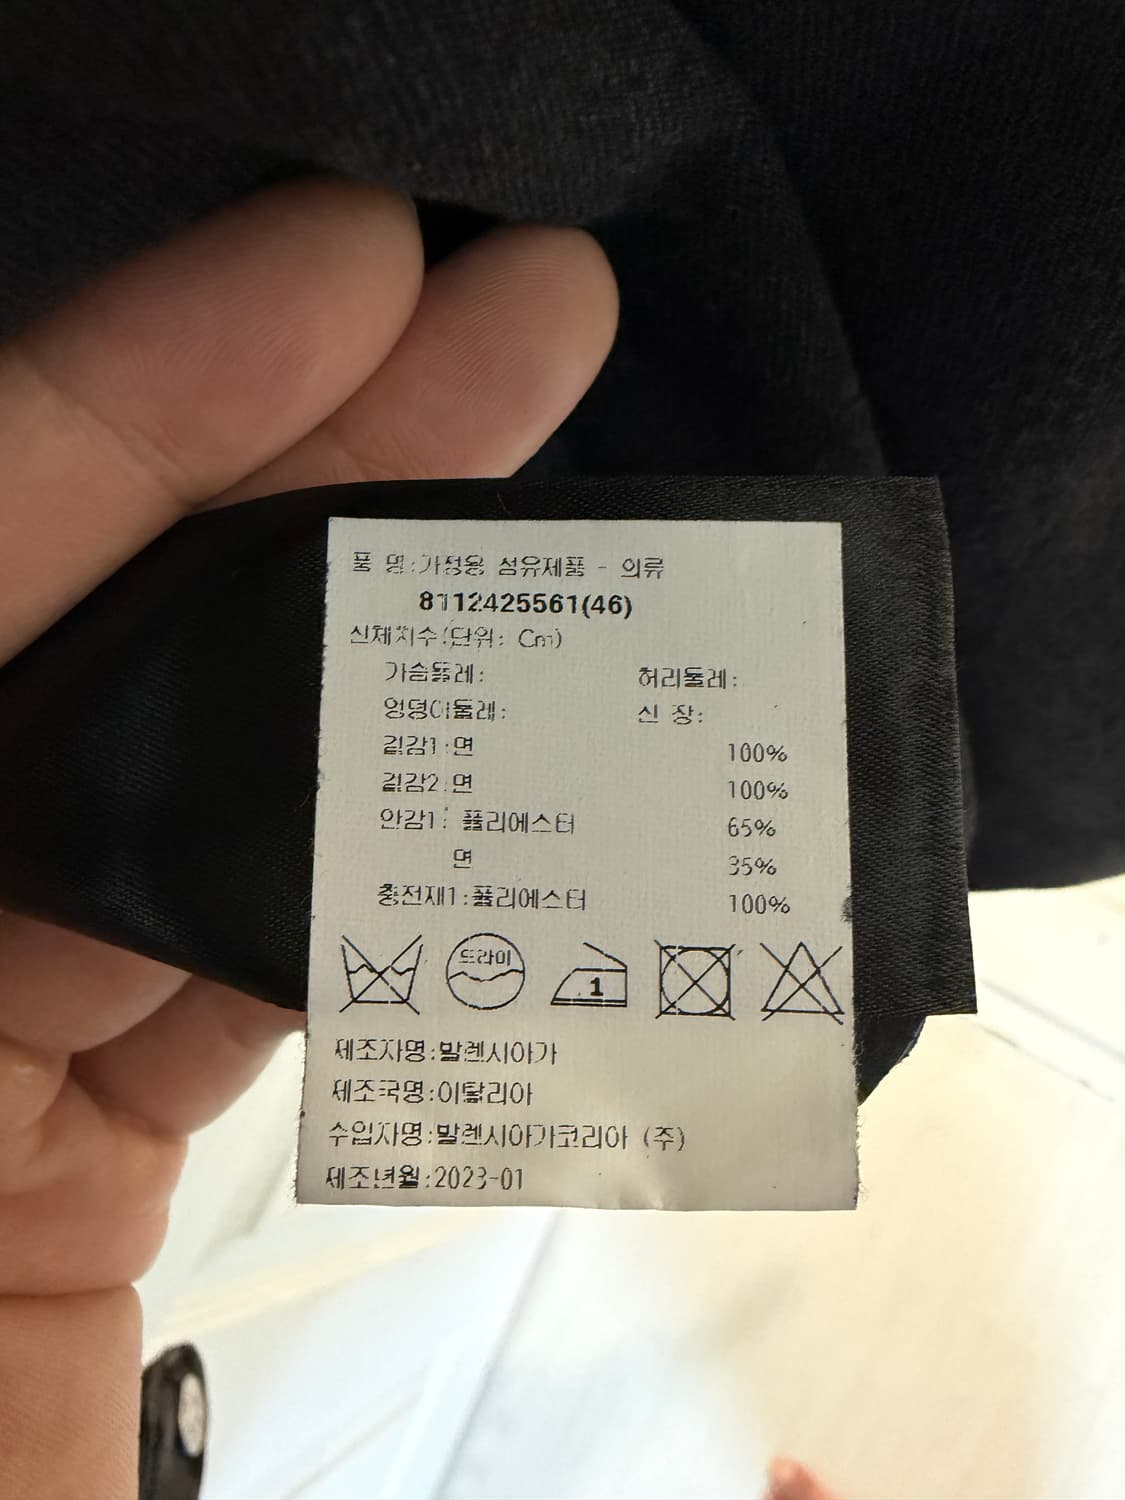 품 명:가정용 섬유제품 - 의류
8112425561(46)
신체치수(단위: Cm)
가슴둘레: 허리둘레:
엉덩이둘레: 신 장:
겉감1:면 100%
겉감2:면 100%
안감1: 폴리에스터 65%
면 35%
충전재1:폴리에스터 100%
드라이
1
제조자명:발렌시아가
제조국명:이탈리아
수입자명:발렌시아가코리아 (주)
제조년월:2023-01